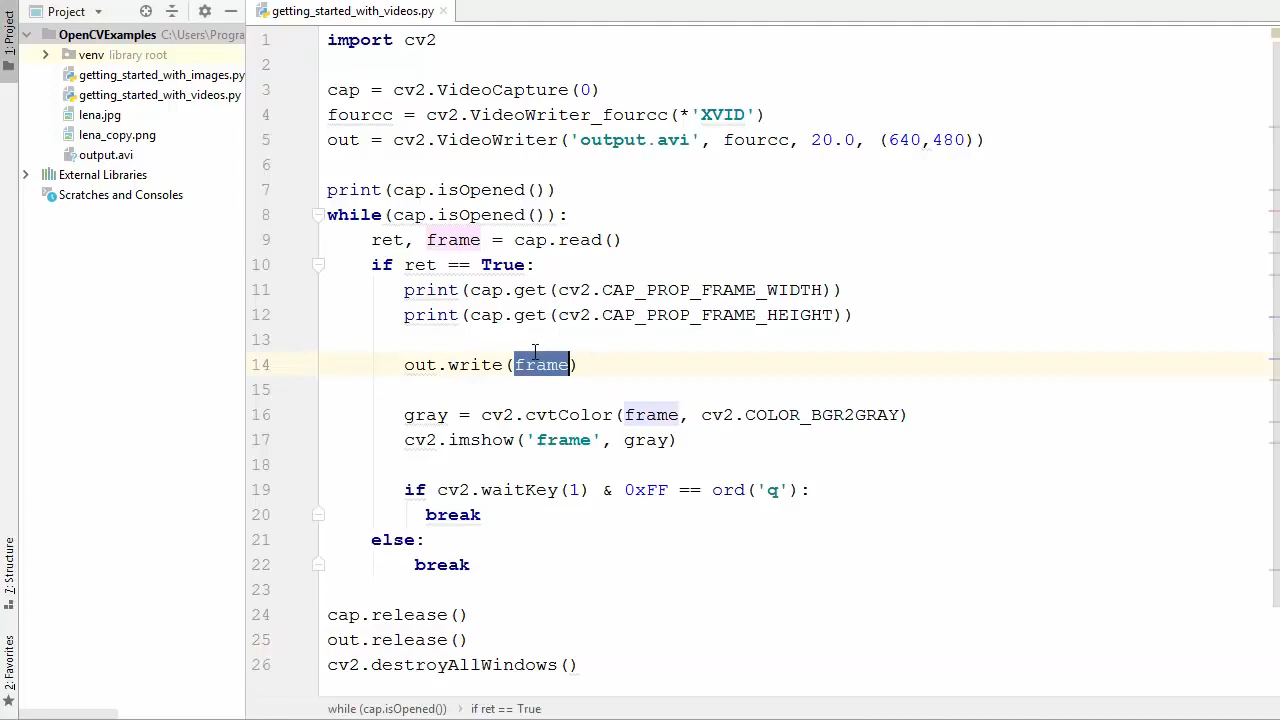 Project
getting_started_with_videos.py
1: Project
OpenCVExamples C:\Users\Progra
venv library root
getting_started_with_images.py
getting_started_with_videos.py
lena.jpg
lena_copy.png
output.avi
External Libraries
Scratches and Consoles
7: Structure
2: Favorites
1 import cv2
2
3 cap = cv2.VideoCapture(0)
4 fourcc = cv2.VideoWriter_fourcc(*'XVID')
5 out = cv2.VideoWriter('output.avi', fourcc, 20.0, (640,480))
6
7 print(cap.isOpened())
8 while(cap.isOpened()):
9 ret, frame = cap.read()
10 if ret == True:
11 print(cap.get(cv2.CAP_PROP_FRAME_WIDTH))
12 print(cap.get(cv2.CAP_PROP_FRAME_HEIGHT))
13
14 out.write(frame)
15
16 gray = cv2.cvtColor(frame, cv2.COLOR_BGR2GRAY)
17 cv2.imshow('frame', gray)
18
19 if cv2.waitKey(1) & 0xFF == ord('q'):
20 break
21 else:
22 break
23
24 cap.release()
25 out.release()
26 cv2.destroyAllWindows()
while (cap.isOpened()) › if ret == True